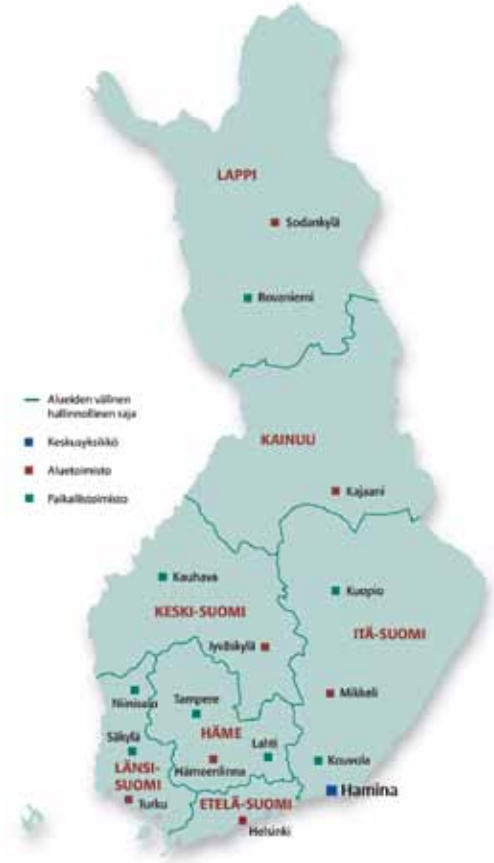 LAPPI
Sodankylä
Rovaniemi
Alueiden välinen
hallinnollinen raja
Keskusyksikkö
Aluetoimisto
Paikallistoimisto
KAINUU
Kajaani
Kauhava
Kuopio
KESKI-SUOMI
ITÄ-SUOMI
Jyväskylä
Mikkeli
Niinisalo
Tampere
Säkylä
HÄME
Lahti
Kouvola
LÄNSI-
SUOMI
Hämeenlinna
Hamina
Turku
ETELÄ-SUOMI
Helsinki